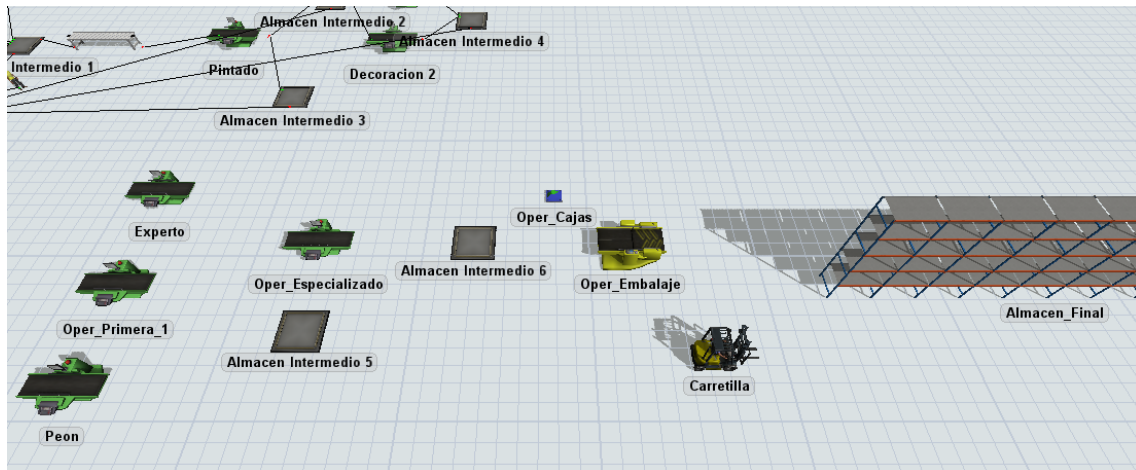 Almacen Intermedio 2
Almacen Intermedio 4
Intermedio 1
Pintado
Decoracion 2
Almacen Intermedio 3
Experto
Oper_Cajas
Almacen Intermedio 6
Oper_Especializado
Oper_Embalaje
Almacen_Final
Oper_Primera_1
Almacen Intermedio 5
Carretilla
Peon